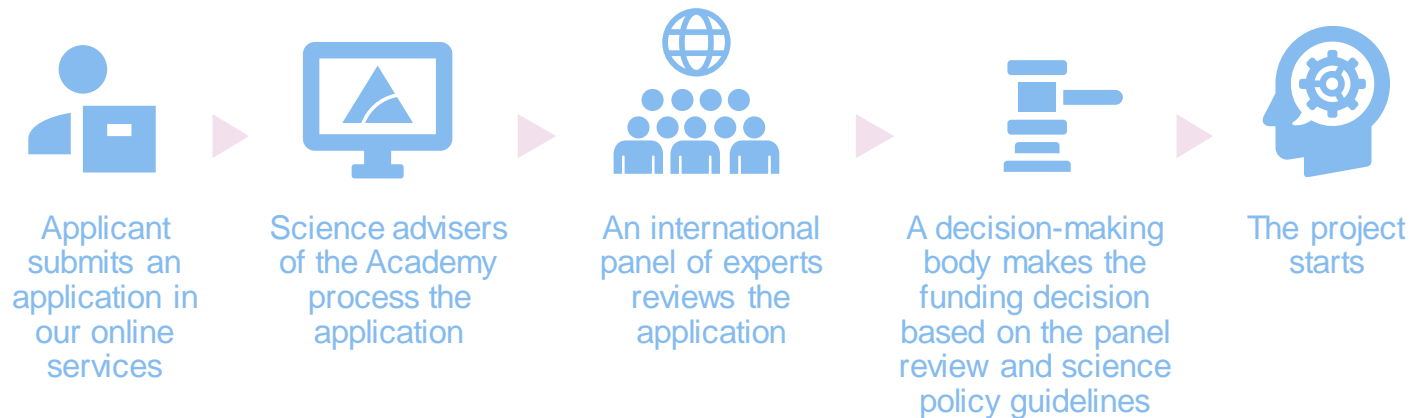 Applicant
submits an
application in
our online
services
Science advisers
of the Academy
process the
application
An international
panel of experts
reviews the
application
A decision-making
body makes the
funding decision
based on the panel
review and science
policy guidelines
The project
starts